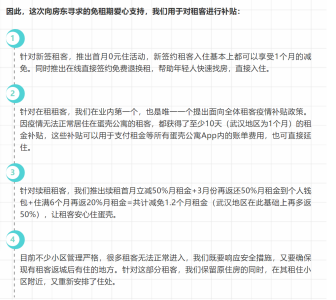 因此，这次向房东寻求的免租期爱心支持，我们用于对租客进行补贴：
1
针对新签租客，推出首月0元住活动，新签约租客入住基本上都可以享受1个月的减
免。同时推出在线直接签约免费退换租，帮助年轻人快速找房，直接入住。
2
针对在租租客，我们在业内第一个，也是唯一一个提出面向全体租客疫情补贴政策。
因疫情无法正常居住在蛋壳公寓的租客，都获得了至少10天（武汉地区为1个月）的租
金补贴，这些补贴可以用于支付租金等所有蛋壳公寓App内的账单费用，也可直接延
住。
3
针对续租租客，我们推出续租首月立减50%月租金+3月份再返还50%月租金到个人钱
包+住满6个月再返20%月租金=共计减免1.2个月租金（武汉地区在此基础上再多返
50%），让租客安心住蛋壳。
4
目前不少小区管理严格，很多租客无法正常进入，我们既要响应安全措施，又要确保
现有租客返城后有住的地方。针对这部分租客，我们保留原住房的同时，在其租住小
区附近，又重新安排了住处。